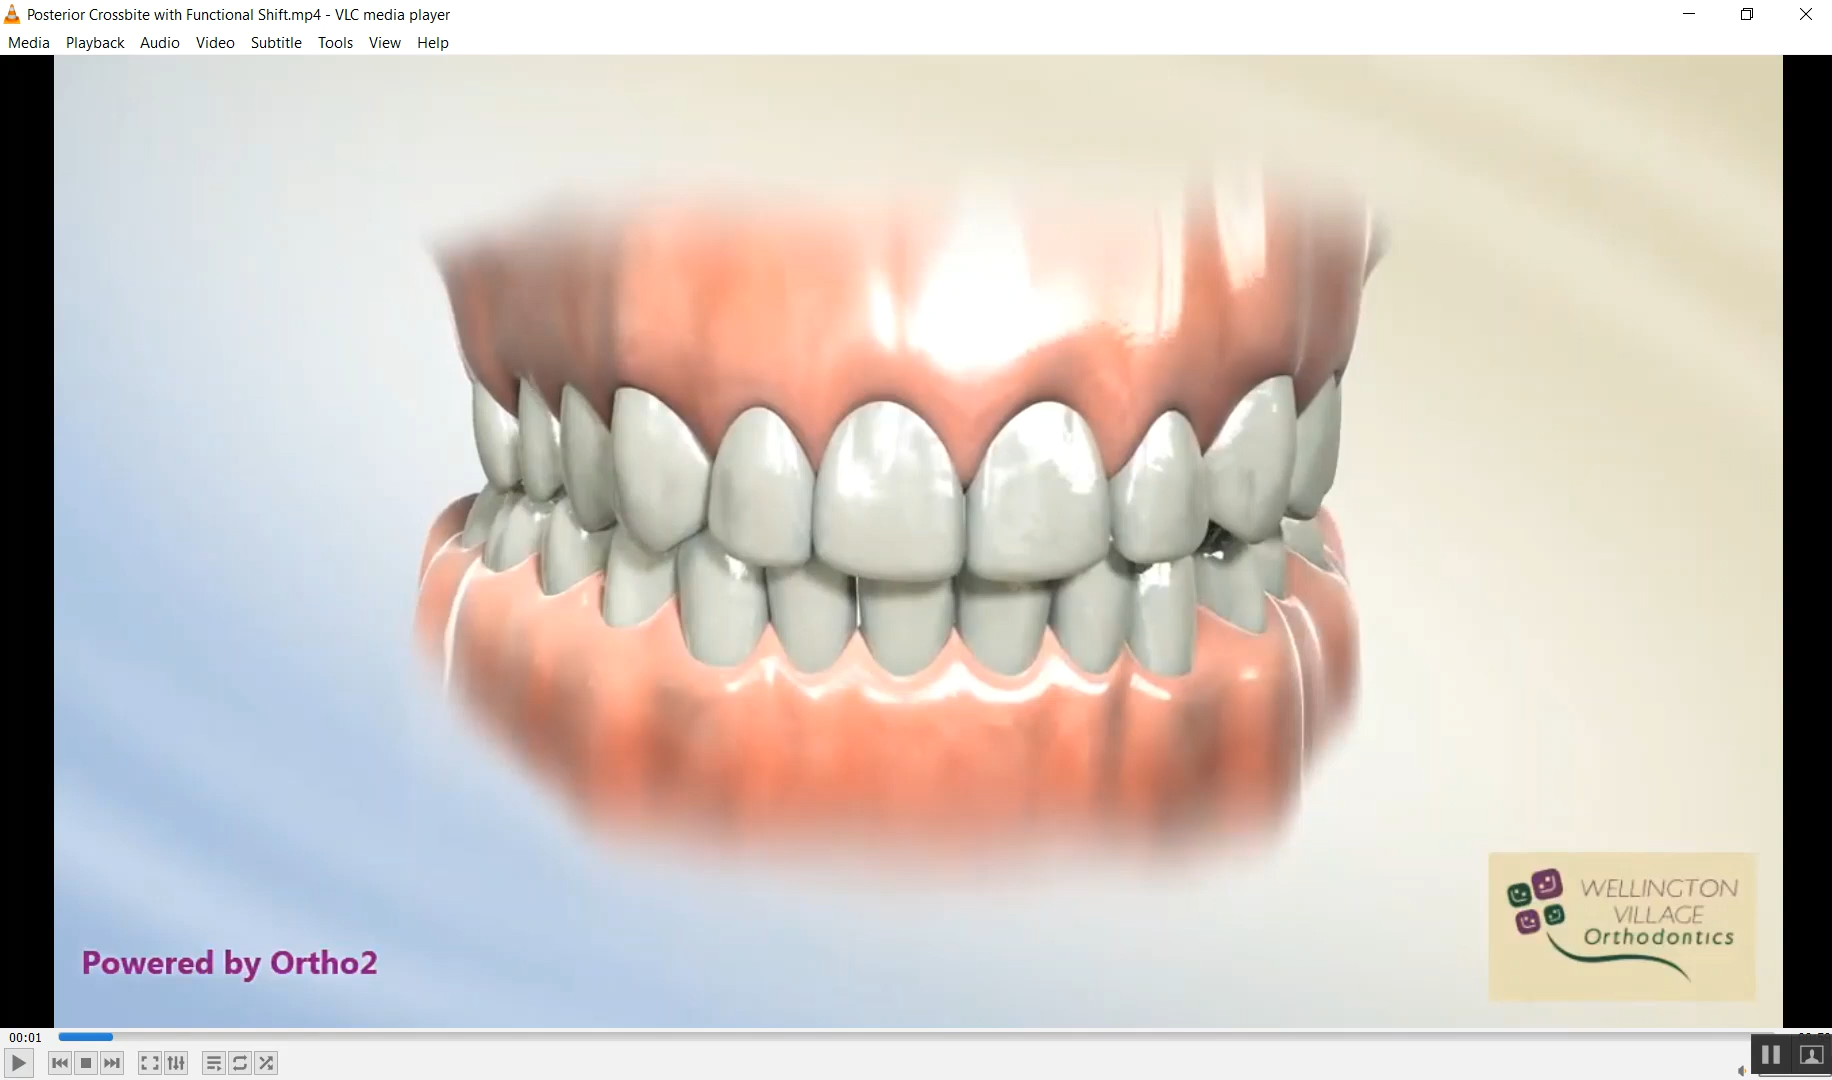 Posterior Crossbite with Functional Shift.mp4 - VLC media player
Media Playback Audio Video Subtitle Tools View Help
WELLINGTON
VILLAGE
Orthodontics
Powered by Ortho2
00:01